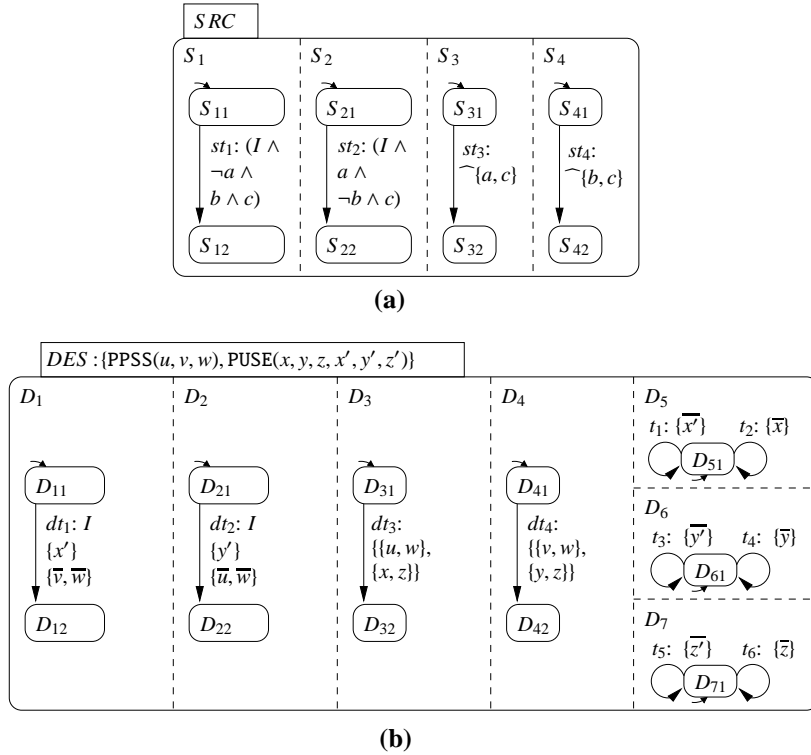 SRC
S₁ S₂ S₃ S₄
S₁₁ S₂₁ S₃₁ S₄₁
st₁: (I ∧
¬a ∧
b ∧ c)
st₂: (I ∧
a ∧
¬b ∧ c)
st₃:
⌢{a, c}
st₄:
⌢{b, c}
S₁₂ S₂₂ S₃₂ S₄₂
(a)
DES :{PPSS(u, v, w), PUSE(x, y, z, x′, y′, z′)}
D₁ D₂ D₃ D₄ D₅
t₁: {x̅′̅} t₂: {x̅}
D₅₁
D₁₁ D₂₁ D₃₁ D₄₁
dt₁: I
{x′}
{v̅, w̅}
dt₂: I
{y′}
{u̅, w̅}
dt₃:
{{u, w},
{x, z}}
dt₄:
{{v, w},
{y, z}}
D₆
t₃: {y̅′̅} t₄: {y̅}
D₆₁
D₁₂ D₂₂ D₃₂ D₄₂
D₇
t₅: {z̅′̅} t₆: {z̅}
D₇₁
(b)